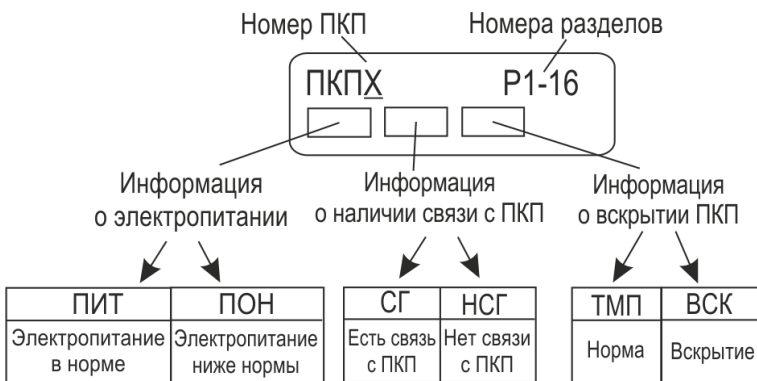 Номер ПКП Номера разделов
ПКПX Р1-16
Информация
о электропитании
Информация
о наличии связи с ПКП
Информация
о вскрытии ПКП
ПИТ ПОН
Электропитание
в норме
Электропитание
ниже нормы
СГ НСГ
Есть связь
с ПКП
Нет связи
с ПКП
ТМП ВСК
Норма Вскрытие